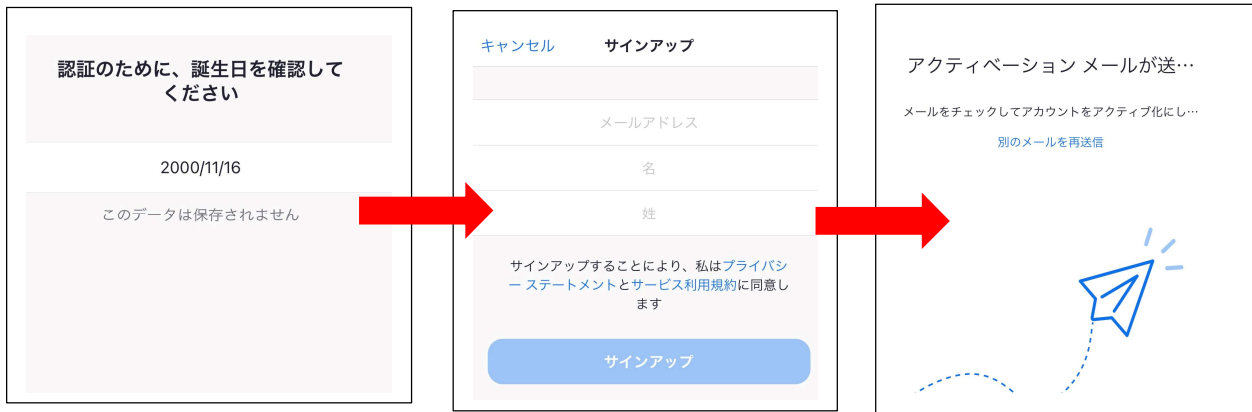 認証のために、誕生日を確認して
ください
2000/11/16
このデータは保存されません
キャンセル サインアップ
メールアドレス
名
姓
サインアップすることにより、私はプライバシ
ー ステートメントとサービス利用規約に同意し
ます
サインアップ
アクティベーション メールが送…
メールをチェックしてアカウントをアクティブ化にし…
別のメールを再送信